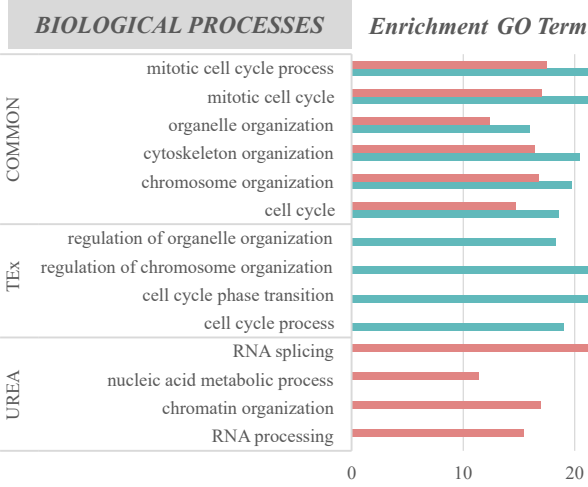 BIOLOGICAL PROCESSES Enrichment GO Term
COMMON
mitotic cell cycle process
mitotic cell cycle
organelle organization
cytoskeleton organization
chromosome organization
cell cycle
TEx
regulation of organelle organization
regulation of chromosome organization
cell cycle phase transition
cell cycle process
UREA
RNA splicing
nucleic acid metabolic process
chromatin organization
RNA processing
0 10 20